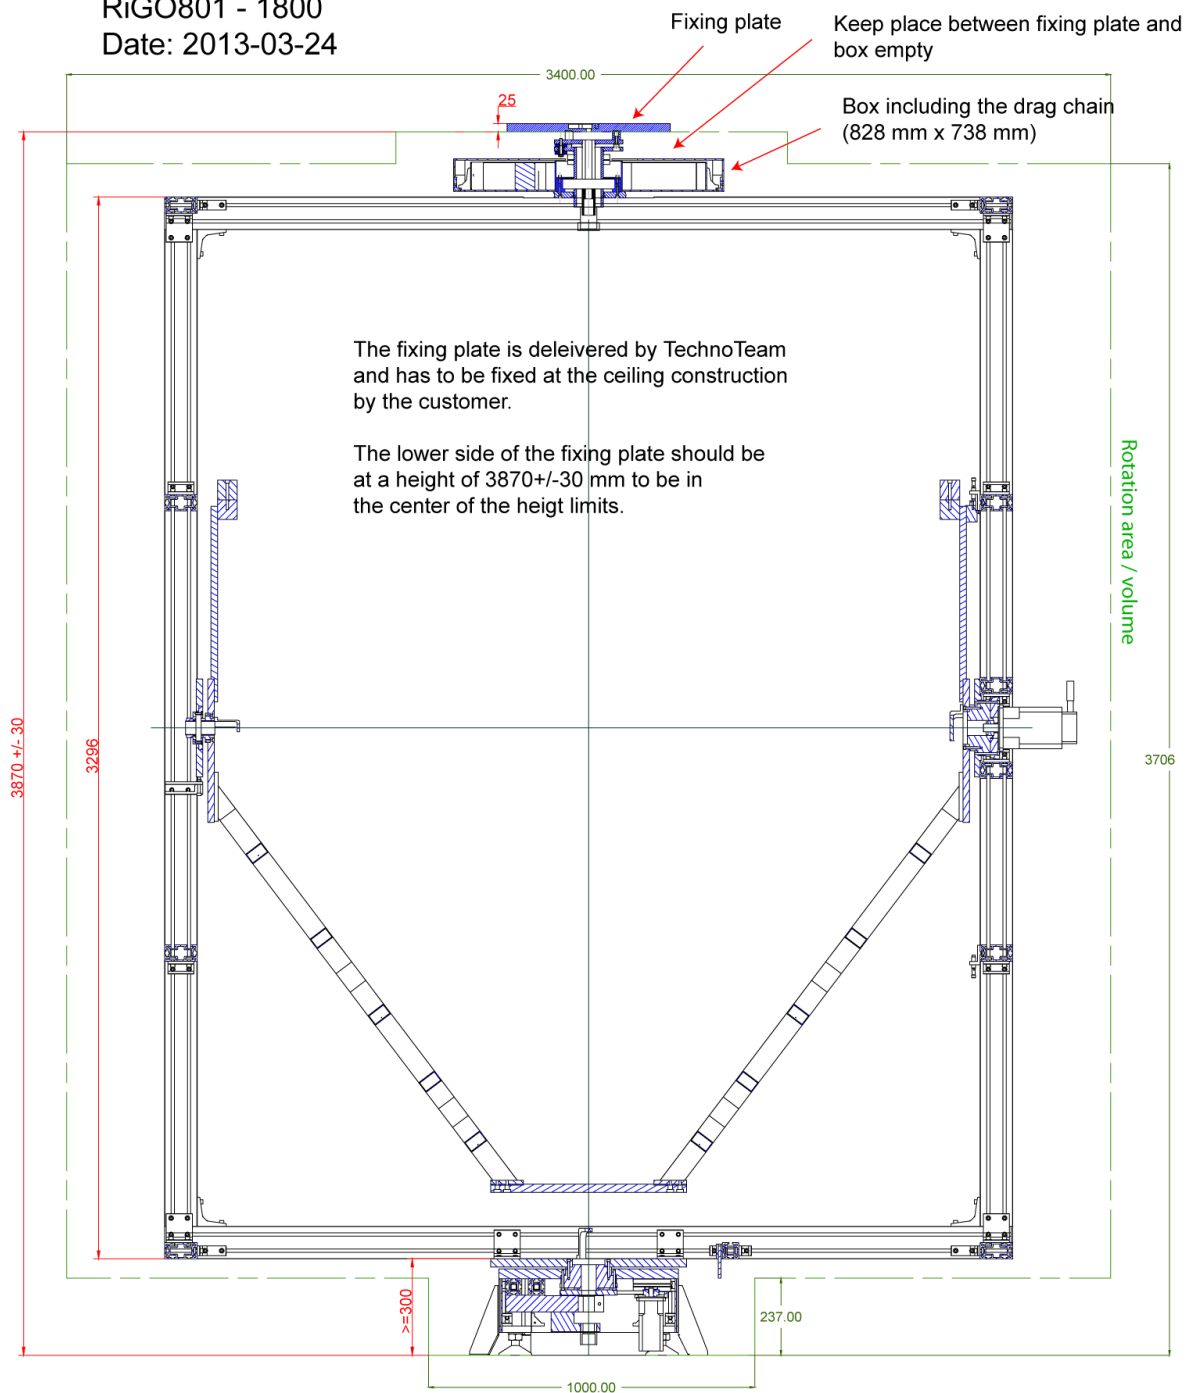 RiGO801 - 1800
Date: 2013-03-24
Fixing plate
Keep place between fixing plate and
box empty
3400.00
25
Box including the drag chain
(828 mm x 738 mm)
The fixing plate is deleivered by TechnoTeam
and has to be fixed at the ceiling construction
by the customer.
The lower side of the fixing plate should be
at a height of 3870+/-30 mm to be in
the center of the heigt limits.
Rotation area / volume
3870 +/- 30
3296
3706
>=300
237.00
1000.00